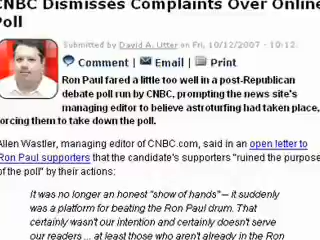 CNBC Dismisses Complaints Over Online
Poll
Submitted by David A. Utter on Fri, 10/12/2007 - 10:12.
Comment | Email | Print
Ron Paul fared a little too well in a post-Republican
debate poll run by CNBC, prompting the news site's
managing editor to believe astroturfing had taken place,
forcing them to take down the poll.
Allen Wastler, managing editor of CNBC.com, said in an open letter to
Ron Paul supporters that the candidate's supporters "ruined the purpose
of the poll" by their actions:
It was no longer an honest "show of hands" -- it suddenly
was a platform for beating the Ron Paul drum. That
certainly wasn't our intention and certainly doesn't serve
our readers ... at least those who aren't already in the Ron